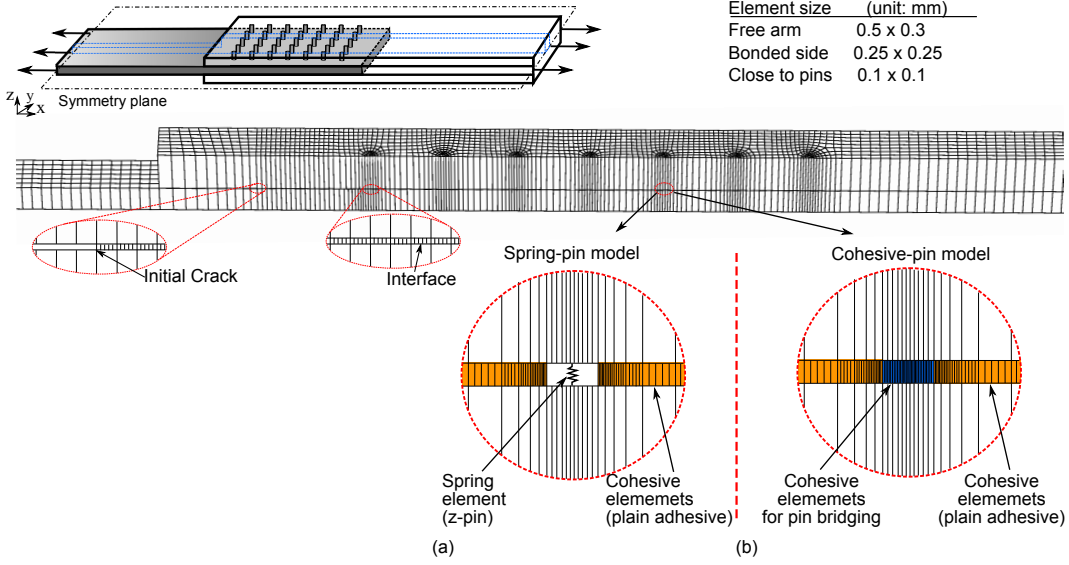 Element size (unit: mm)
Free arm 0.5 x 0.3
Bonded side 0.25 x 0.25
Close to pins 0.1 x 0.1
z
y
x
Symmetry plane
Initial Crack
Interface
Spring-pin model
Cohesive-pin model
Spring
element
(z-pin)
Cohesive
elememets
(plain adhesive)
Cohesive
elememets
for pin bridging
Cohesive
elememets
(plain adhesive)
(a)
(b)